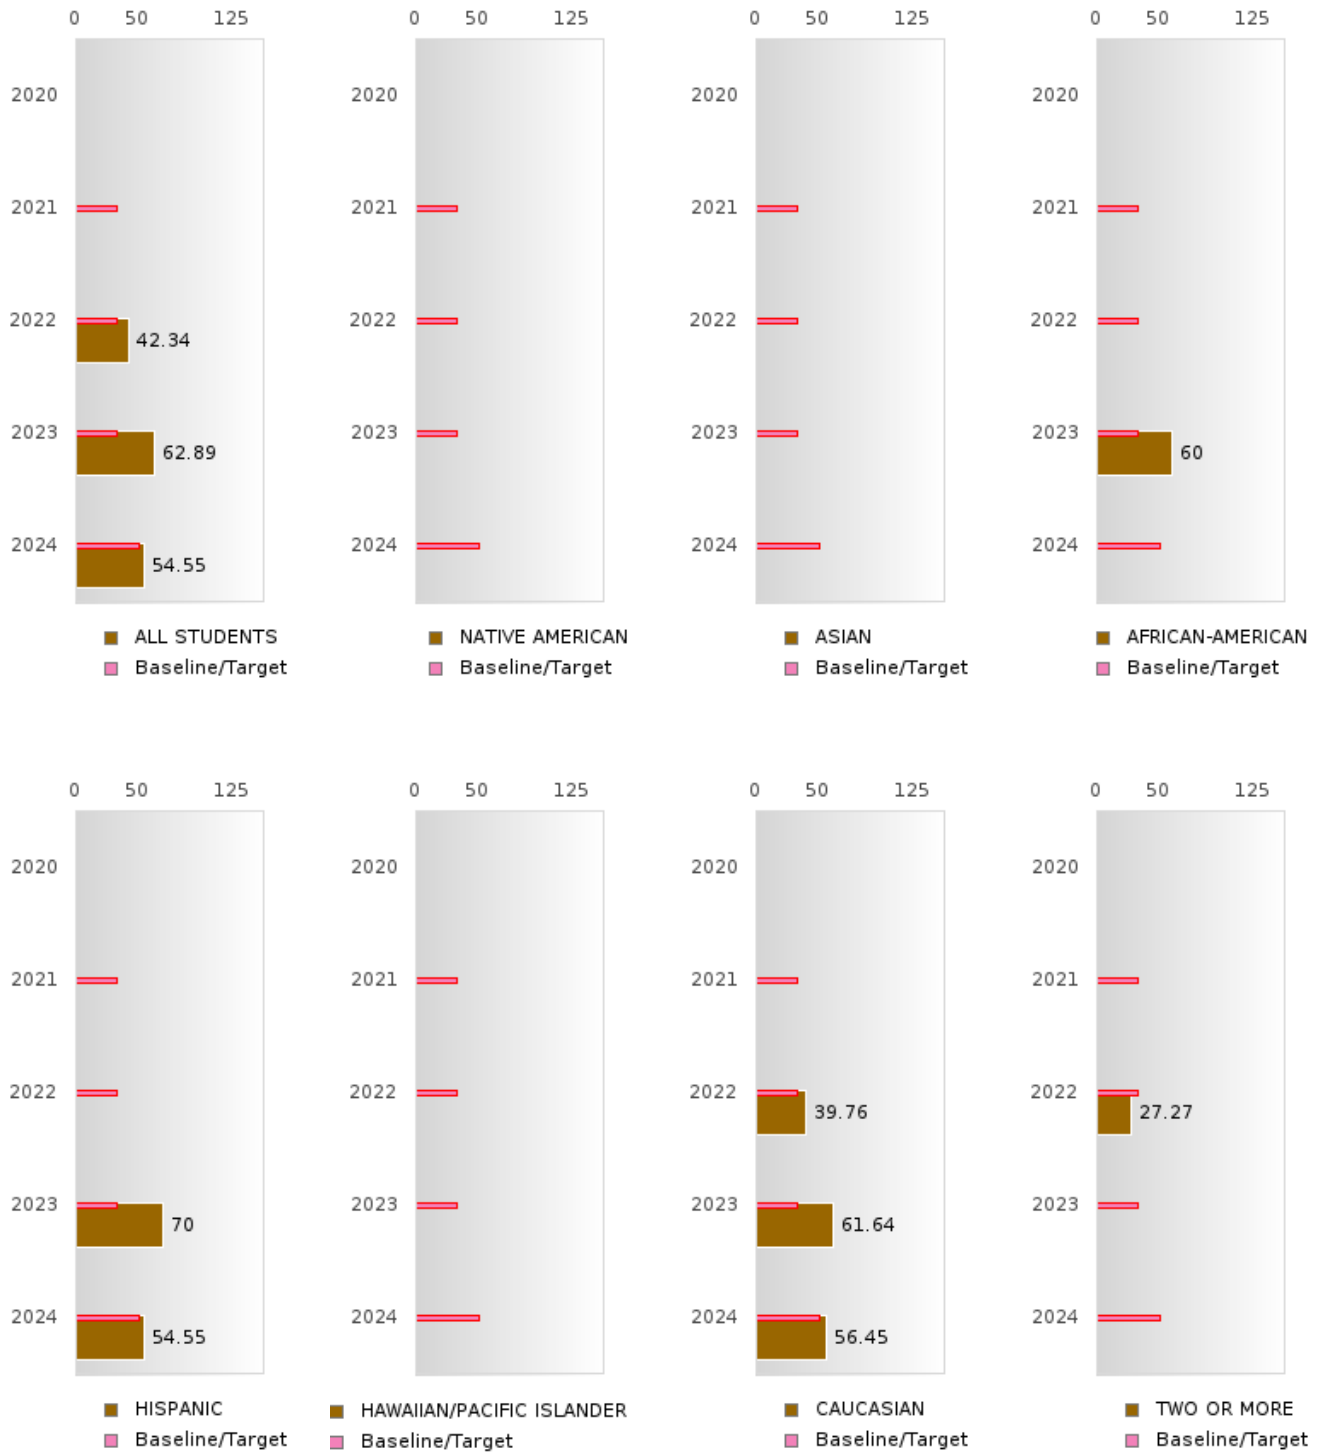 0 50 125 0 50 125 0 50 125 0 50 125
2020 2020 2020 2020
2021 2021 2021 2021
2022 42.34 2022 2022 2022
2023 62.89 2023 2023 2023 60
2024 54.55 2024 2024 2024
ALL STUDENTS NATIVE AMERICAN ASIAN AFRICAN-AMERICAN
Baseline/Target Baseline/Target Baseline/Target Baseline/Target
0 50 125 0 50 125 0 50 125 0 50 125
2020 2020 2020 2020
2021 2021 2021 2021
2022 2022 2022 39.76 2022 27.27
2023 70 2023 2023 61.64 2023
2024 54.55 2024 2024 56.45 2024
HISPANIC HAWAIIAN/PACIFIC ISLANDER CAUCASIAN TWO OR MORE
Baseline/Target Baseline/Target Baseline/Target Baseline/Target